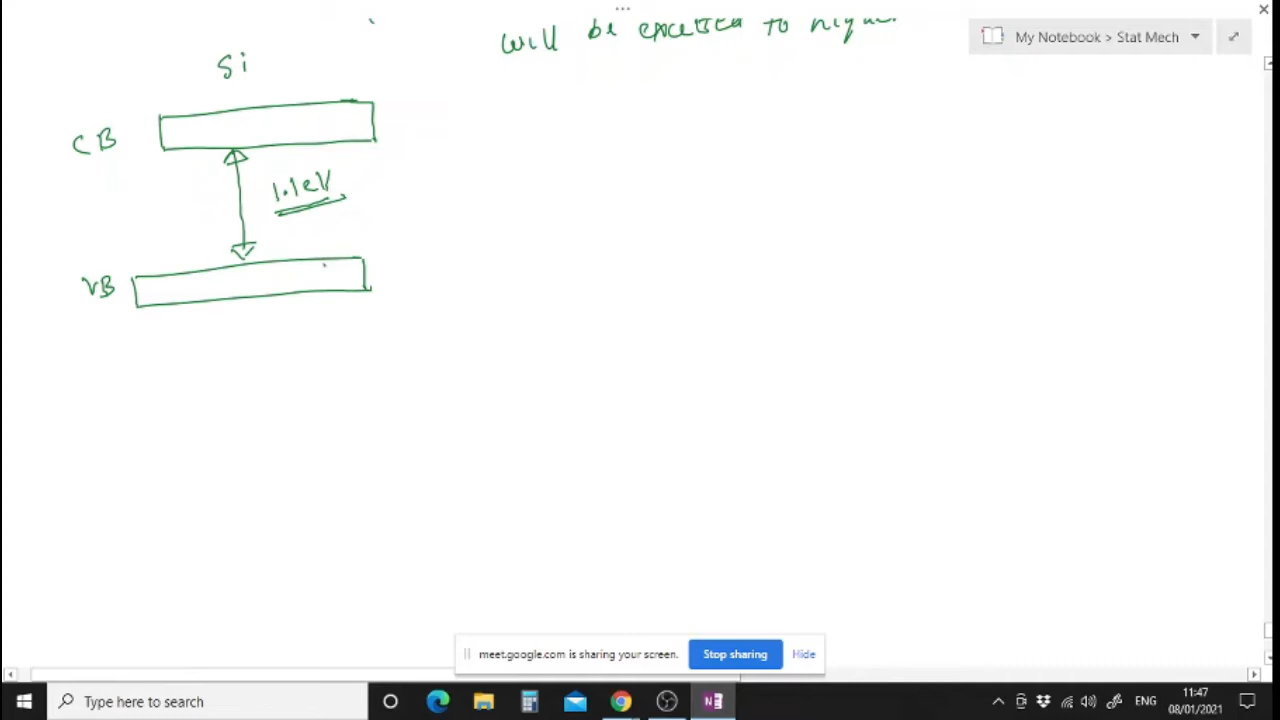 will be excited to
My Notebook > Stat Mech
Si
CB
1.1eV
VB
meet.google.com is sharing your screen. Stop sharing Hide
Type here to search
ENG
11:47
08/01/2021